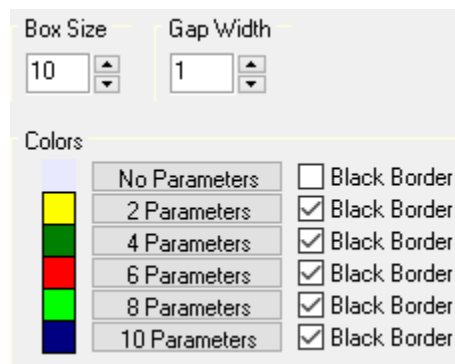 Box Size Gap Width
10 1
Colors
No Parameters Black Border
2 Parameters Black Border
4 Parameters Black Border
6 Parameters Black Border
8 Parameters Black Border
10 Parameters Black Border